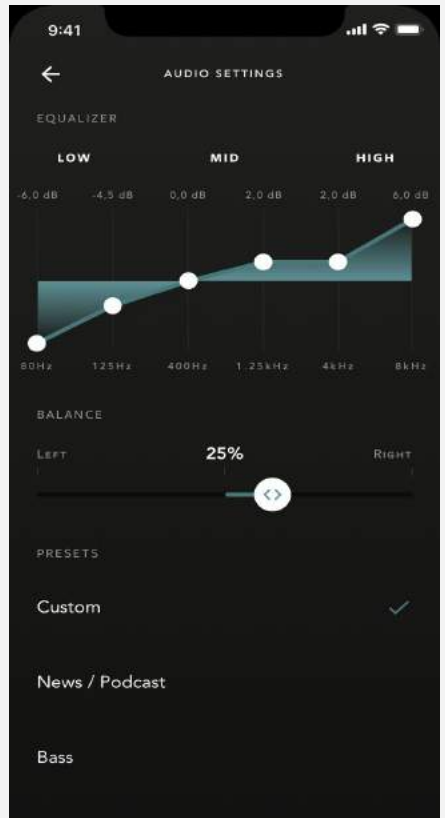 9:41
AUDIO SETTINGS
EQUALIZER
LOW MID HIGH
-6,0 dB -4,5 dB 0,0 dB 2,0 dB 2,0 dB 6,0 dB
80Hz 125Hz 400Hz 1.25kHz 4kHz 8kHz
BALANCE
LEFT 25% RIGHT
PRESETS
Custom
News / Podcast
Bass